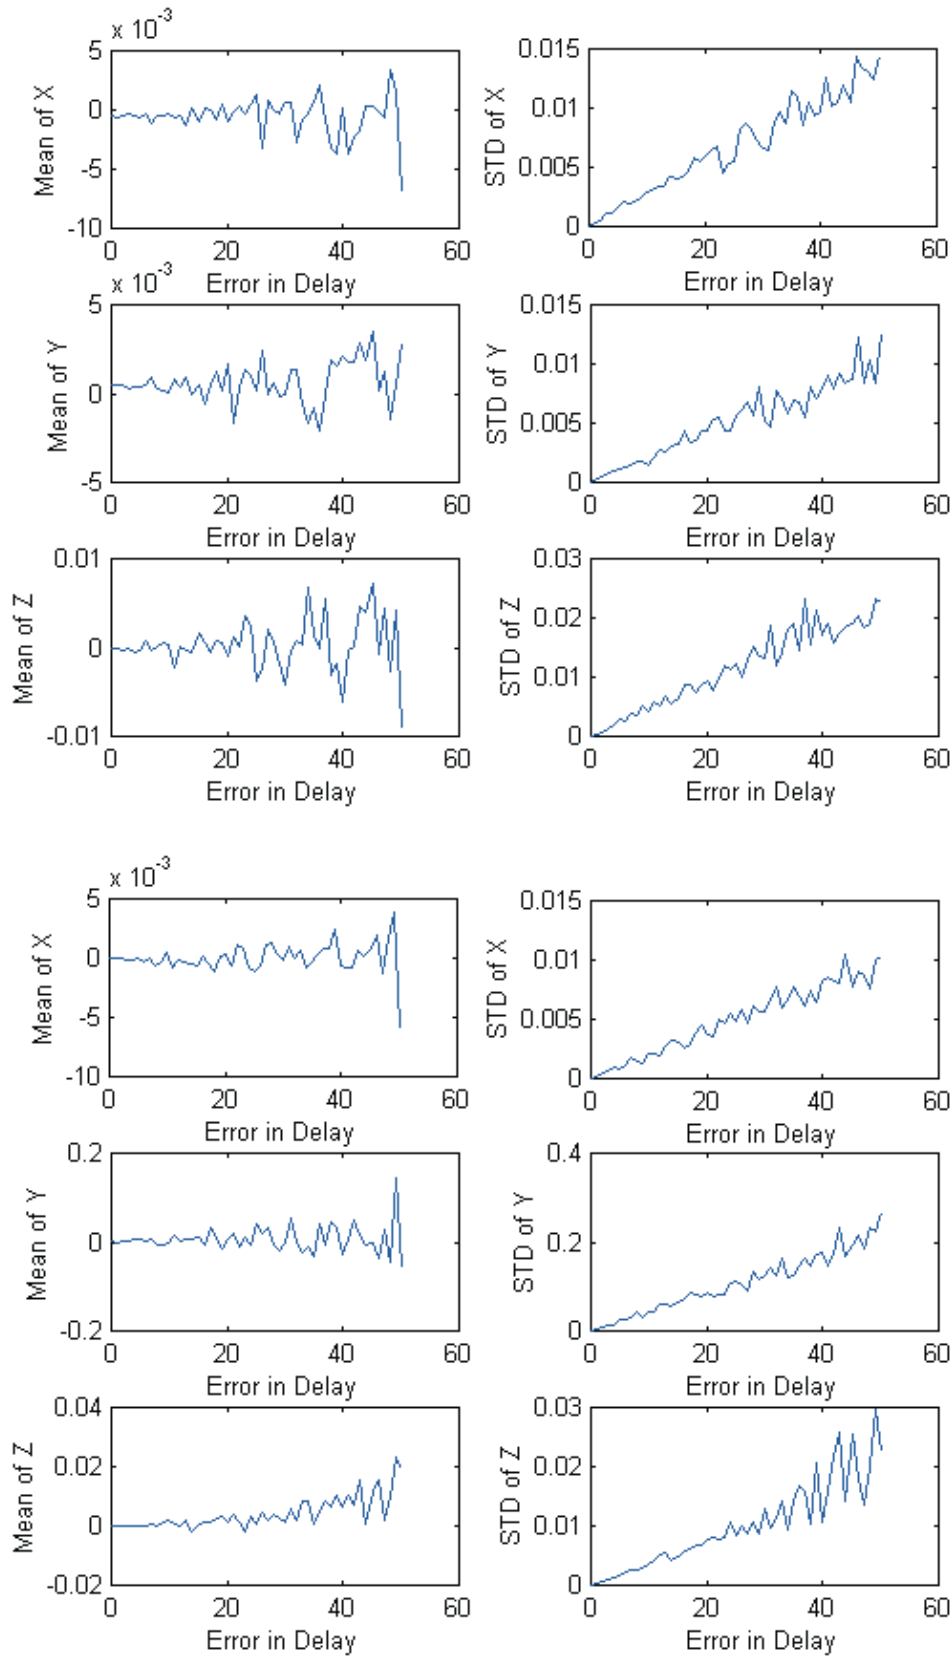 x 10-3
5
0
-5
-10
Mean of X
0 20 40 60
Error in Delay
0.015
0.01
0.005
0
STD of X
0 20 40 60
Error in Delay
x 10-3
5
0
-5
Mean of Y
0 20 40 60
Error in Delay
0.015
0.01
0.005
0
STD of Y
0 20 40 60
Error in Delay
0.01
0
-0.01
Mean of Z
0 20 40 60
Error in Delay
0.03
0.02
0.01
0
STD of Z
0 20 40 60
Error in Delay
x 10-3
5
0
-5
-10
Mean of X
0 20 40 60
Error in Delay
0.015
0.01
0.005
0
STD of X
0 20 40 60
Error in Delay
0.2
0
-0.2
Mean of Y
0 20 40 60
Error in Delay
0.4
0.2
0
STD of Y
0 20 40 60
Error in Delay
0.04
0.02
0
-0.02
Mean of Z
0 20 40 60
Error in Delay
0.03
0.02
0.01
0
STD of Z
0 20 40 60
Error in Delay